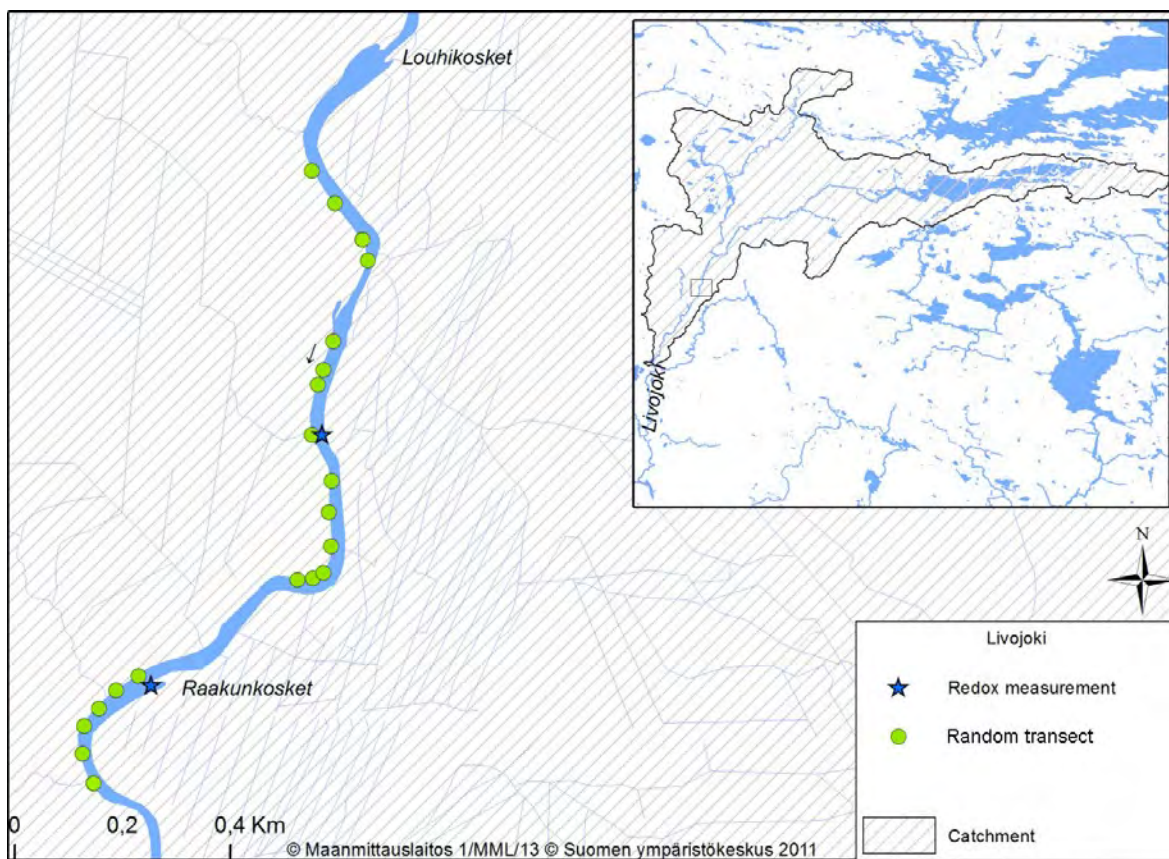 Louhikosket
Livojoki
N
Raakunkosket
Livojoki
Redox measurement
Random transect
Catchment
0 0,2 0,4 Km
© Maanmittauslaitos 1/MML/13 © Suomen ympäristökeskus 2011